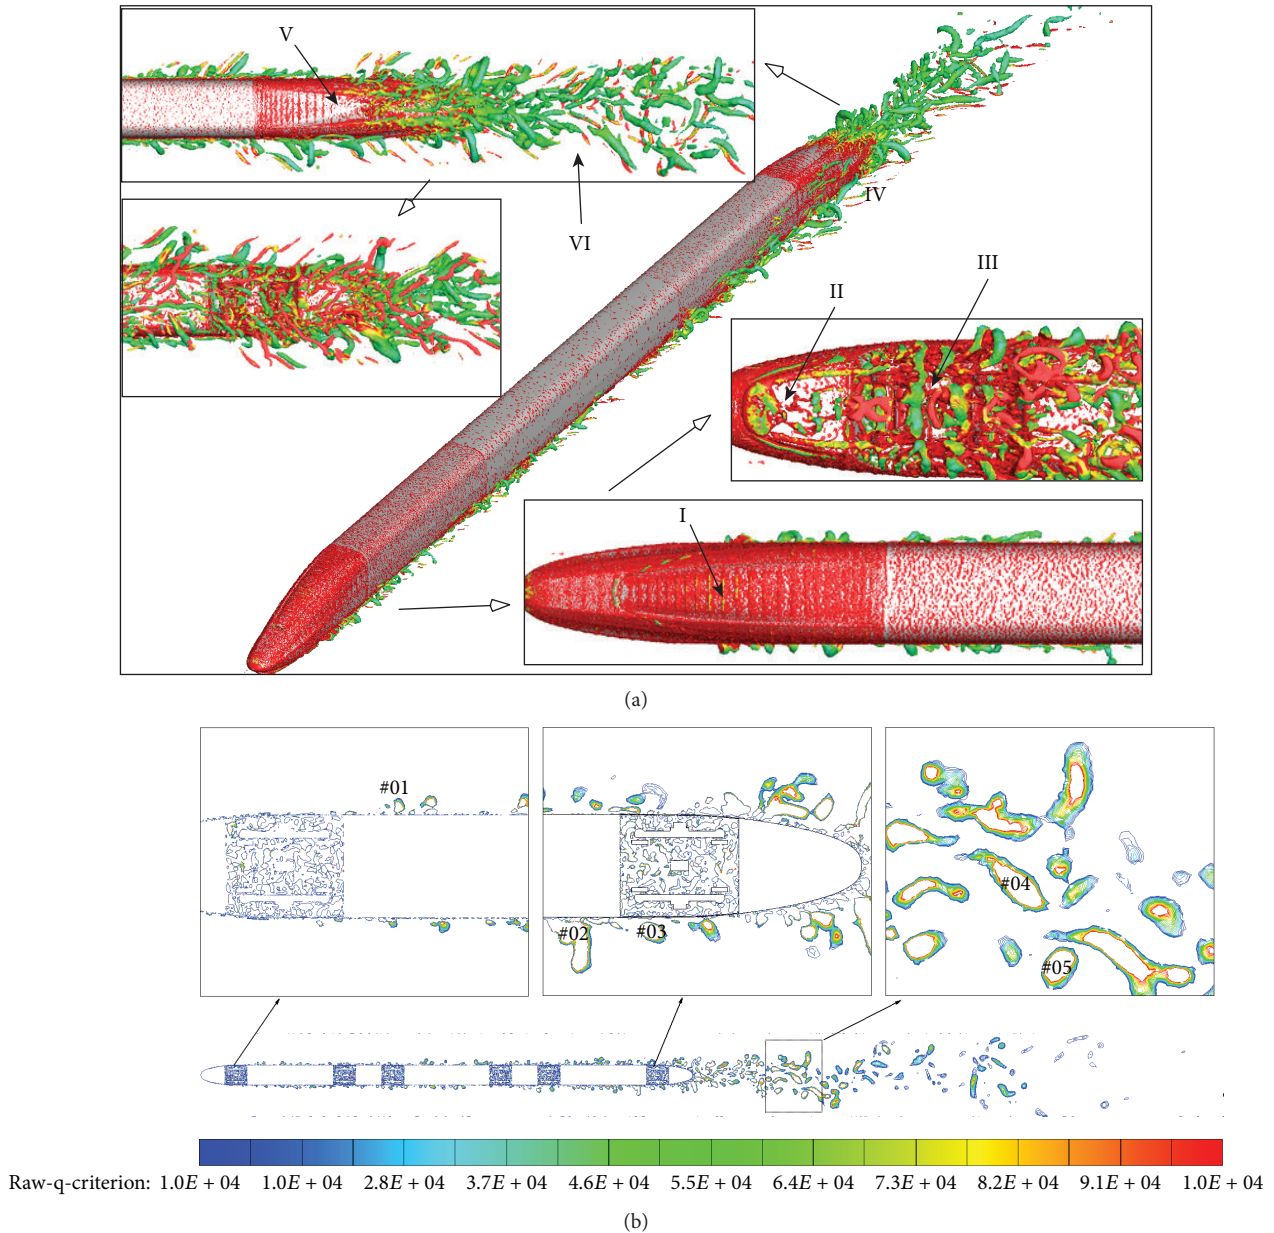 V
VI
IV
III
II
I
(a)
#01
#02
#03
#04
#05
Raw-q-criterion: 1.0E + 04 1.0E + 04 2.8E + 04 3.7E + 04 4.6E + 04 5.5E + 04 6.4E + 04 7.3E + 04 8.2E + 04 9.1E + 04 1.0E + 04
(b)